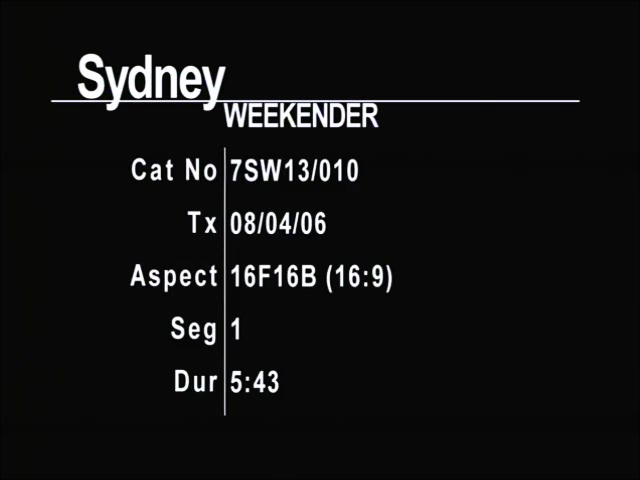 Sydney
WEEKENDER
Cat No 7SW13/010
Tx 08/04/06
Aspect 16F16B (16:9)
Seg 1
Dur 5:43